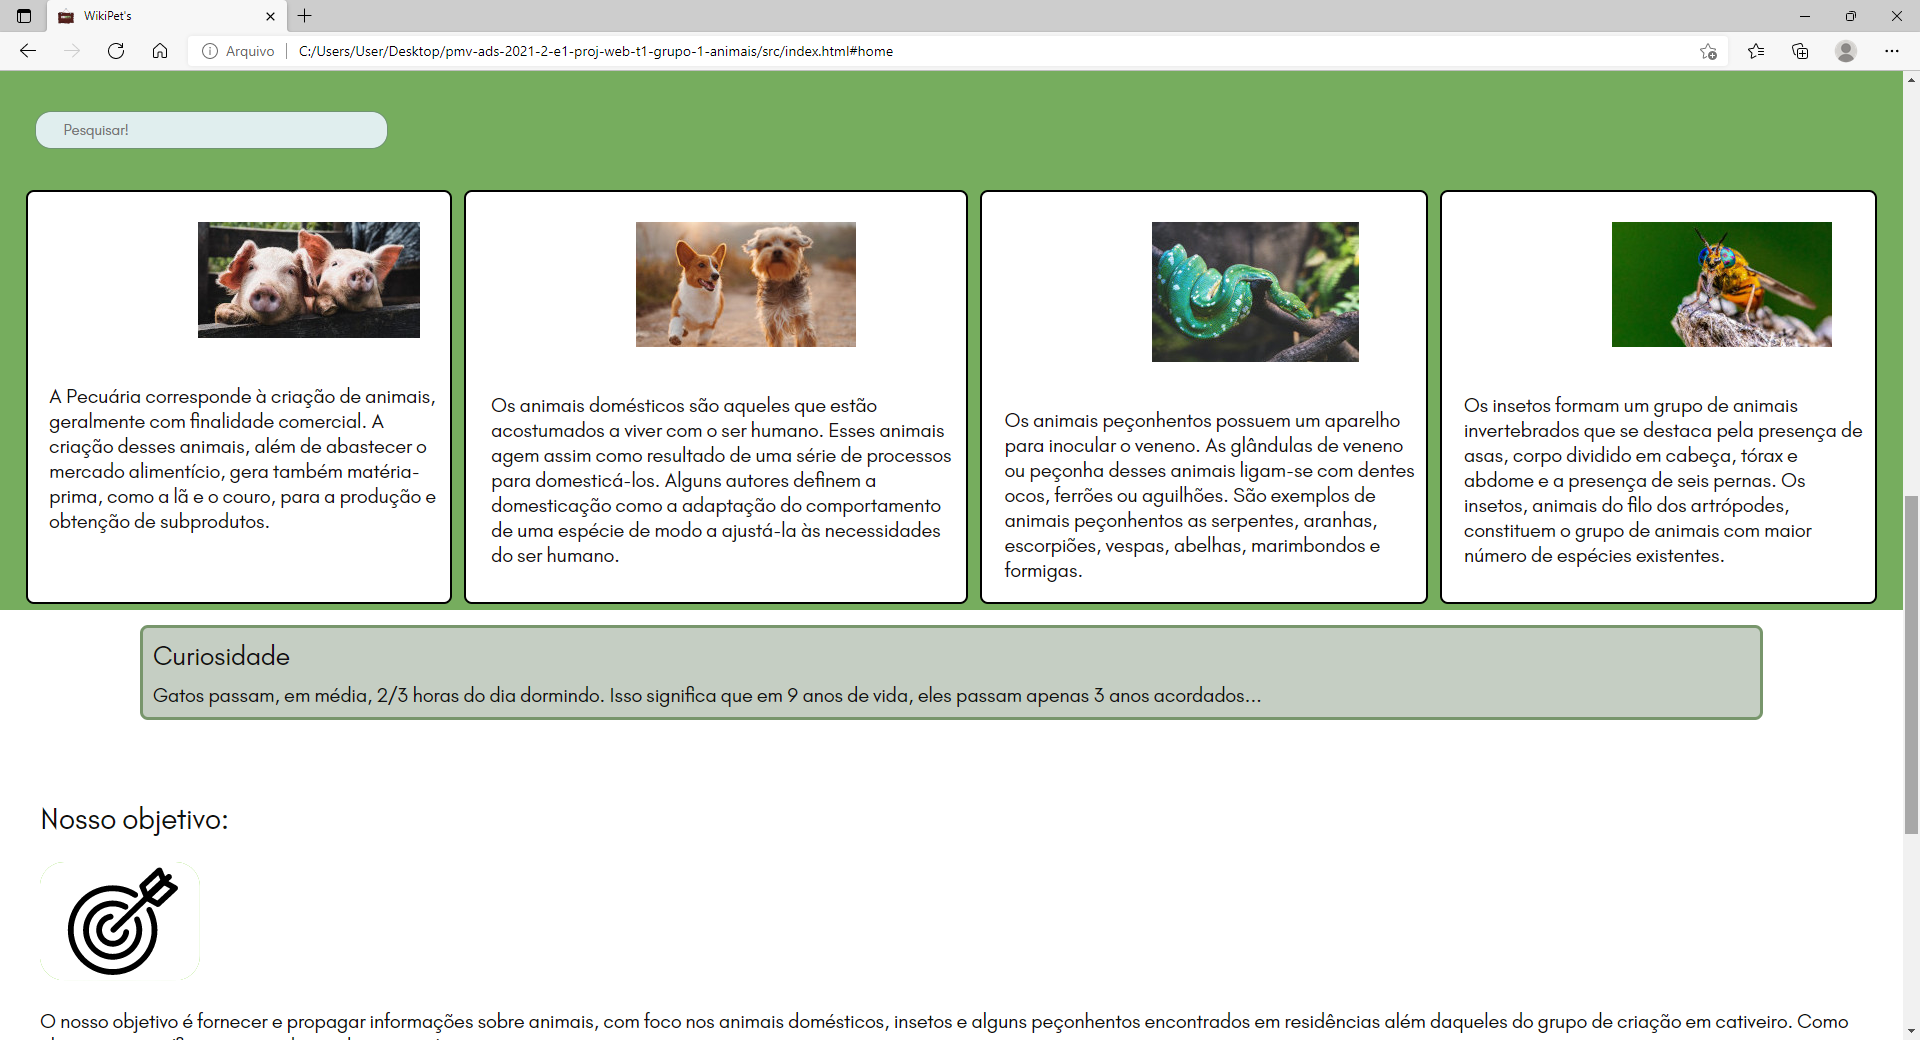 WikiPet's
Arquivo
C:/Users/User/Desktop/pmv-ads-2021-2-e1-proj-web-t1-grupo-1-animais/src/index.html#home
Pesquisar!
A Pecuária corresponde à criação de animais,
geralmente com finalidade comercial. A
criação desses animais, além de abastecer o
mercado alimentício, gera também matéria-
prima, como a lã e o couro, para a produção e
obtenção de subprodutos.
Os animais domésticos são aqueles que estão
acostumados a viver com o ser humano. Esses animais
agem assim como resultado de uma série de processos
para domesticá-los. Alguns autores definem a
domesticação como a adaptação do comportamento
de uma espécie de modo a ajustá-la às necessidades
do ser humano.
Os animais peçonhentos possuem um aparelho
para inocular o veneno. As glândulas de veneno
ou peçonha desses animais ligam-se com dentes
ocos, ferrões ou aguilhões. São exemplos de
animais peçonhentos as serpentes, aranhas,
escorpiões, vespas, abelhas, marimbondos e
formigas.
Os insetos formam um grupo de animais
invertebrados que se destaca pela presença de
asas, corpo dividido em cabeça, tórax e
abdome e a presença de seis pernas. Os
insetos, animais do filo dos artrópodes,
constituem o grupo de animais com maior
número de espécies existentes.
Curiosidade
Gatos passam, em média, 2/3 horas do dia dormindo. Isso significa que em 9 anos de vida, eles passam apenas 3 anos acordados...
Nosso objetivo:
O nosso objetivo é fornecer e propagar informações sobre animais, com foco nos animais domésticos, insetos e alguns peçonhentos encontrados em residências além daqueles do grupo de criação em cativeiro. Como